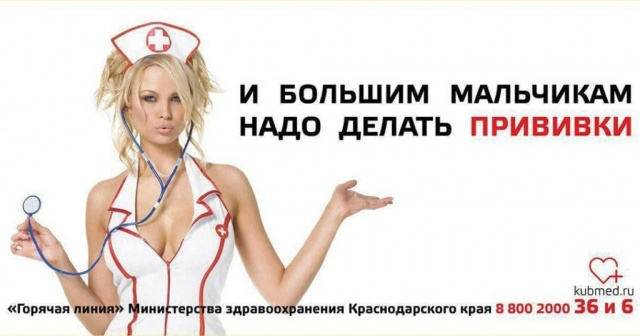 И БОЛЬШИМ МАЛЬЧИКАМ
НАДО ДЕЛАТЬ ПРИВИВКИ
kubmed.ru
«Горячая линия» Министерства здравоохранения Краснодарского края 8 800 2000 36 и 6